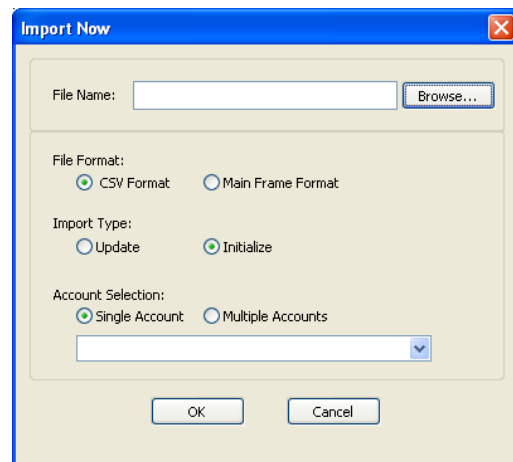 Import Now
File Name: Browse...
File Format:
CSV Format Main Frame Format
Import Type:
Update Initialize
Account Selection:
Single Account Multiple Accounts
OK Cancel